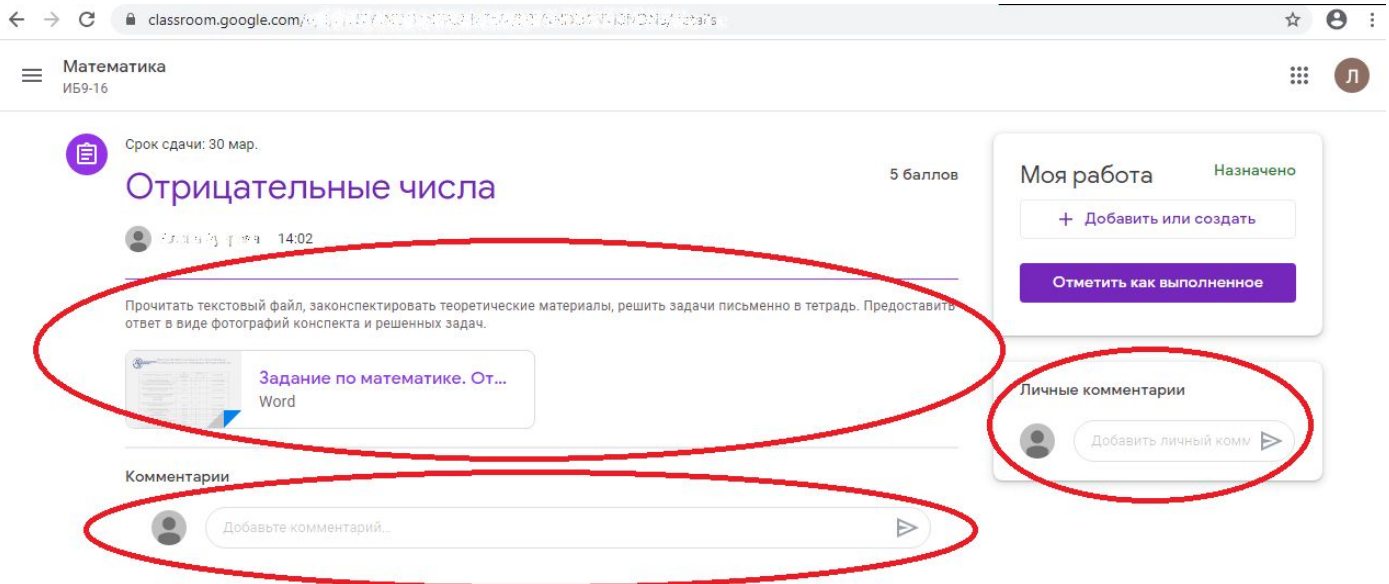 classroom.google.com/
Математика
ИБ9-16
Л
Срок сдачи: 30 мар.
Отрицательные числа
5 баллов
14:02
Прочитать текстовый файл, законспектировать теоретические материалы, решить задачи письменно в тетрадь. Предоставить
ответ в виде фотографий конспекта и решенных задач.
Задание по математике. От...
Word
Комментарии
Добавьте комментарий...
Моя работа
Назначено
+ Добавить или создать
Отметить как выполненное
Личные комментарии
Добавить личный комм